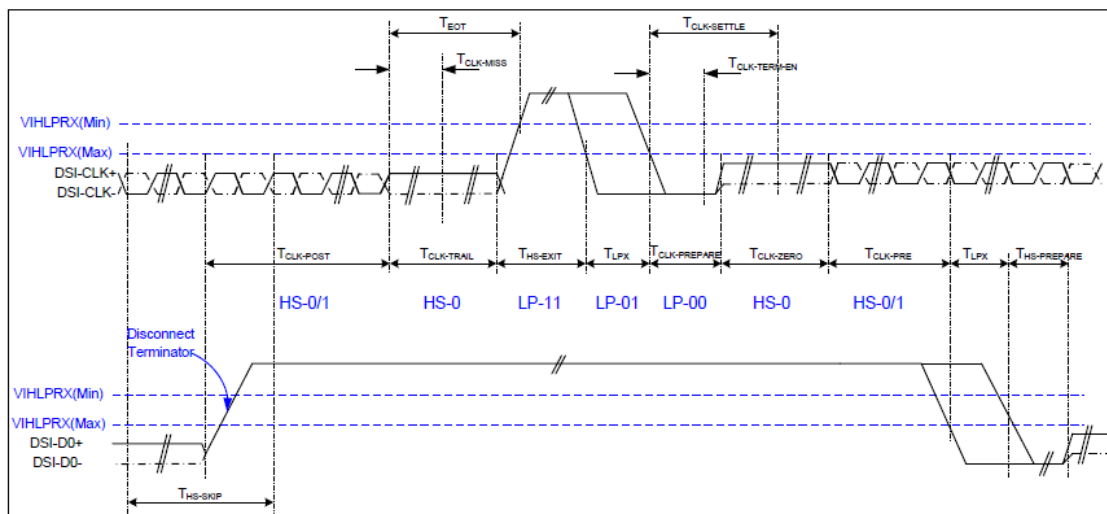 TEOT
TCLK-SETTLE
TCLK-MISS
TCLK-TERM-EN
VIHLPRX(Min)
VIHLPRX(Max)
DSI-CLK+
DSI-CLK-
TCLK-POST TCLK-TRAIL THS-EXIT TLPX TCLK-PREPARE TCLK-ZERO TCLK-PRE TLPX THS-PREPARE
HS-0/1 HS-0 LP-11 LP-01 LP-00 HS-0 HS-0/1
Disconnect
Terminator
VIHLPRX(Min)
VIHLPRX(Max)
DSI-D0+
DSI-D0-
THS-SKIP